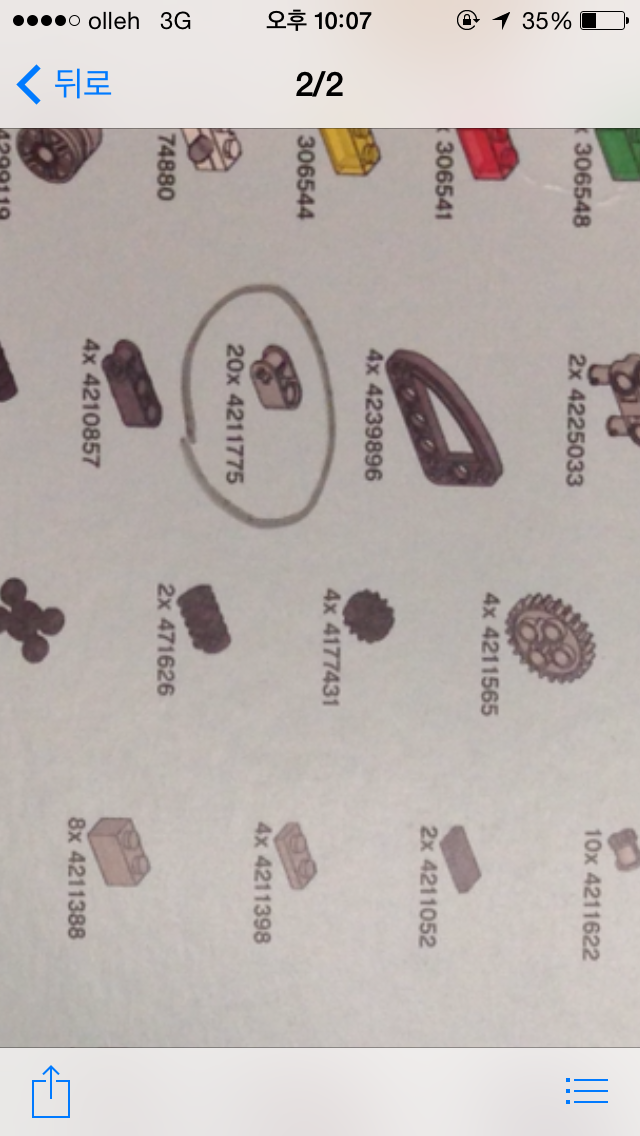 olleh 3G 오후 10:07 35%
뒤로
2/2
4299119
74880
306544
306541
306548
4x 4210857
20x 4211775
4x 4239896
2x 4225033
2x 471626
4x 4177431
4x 4211565
8x 4211388
4x 4211398
2x 4211052
10x 4211622